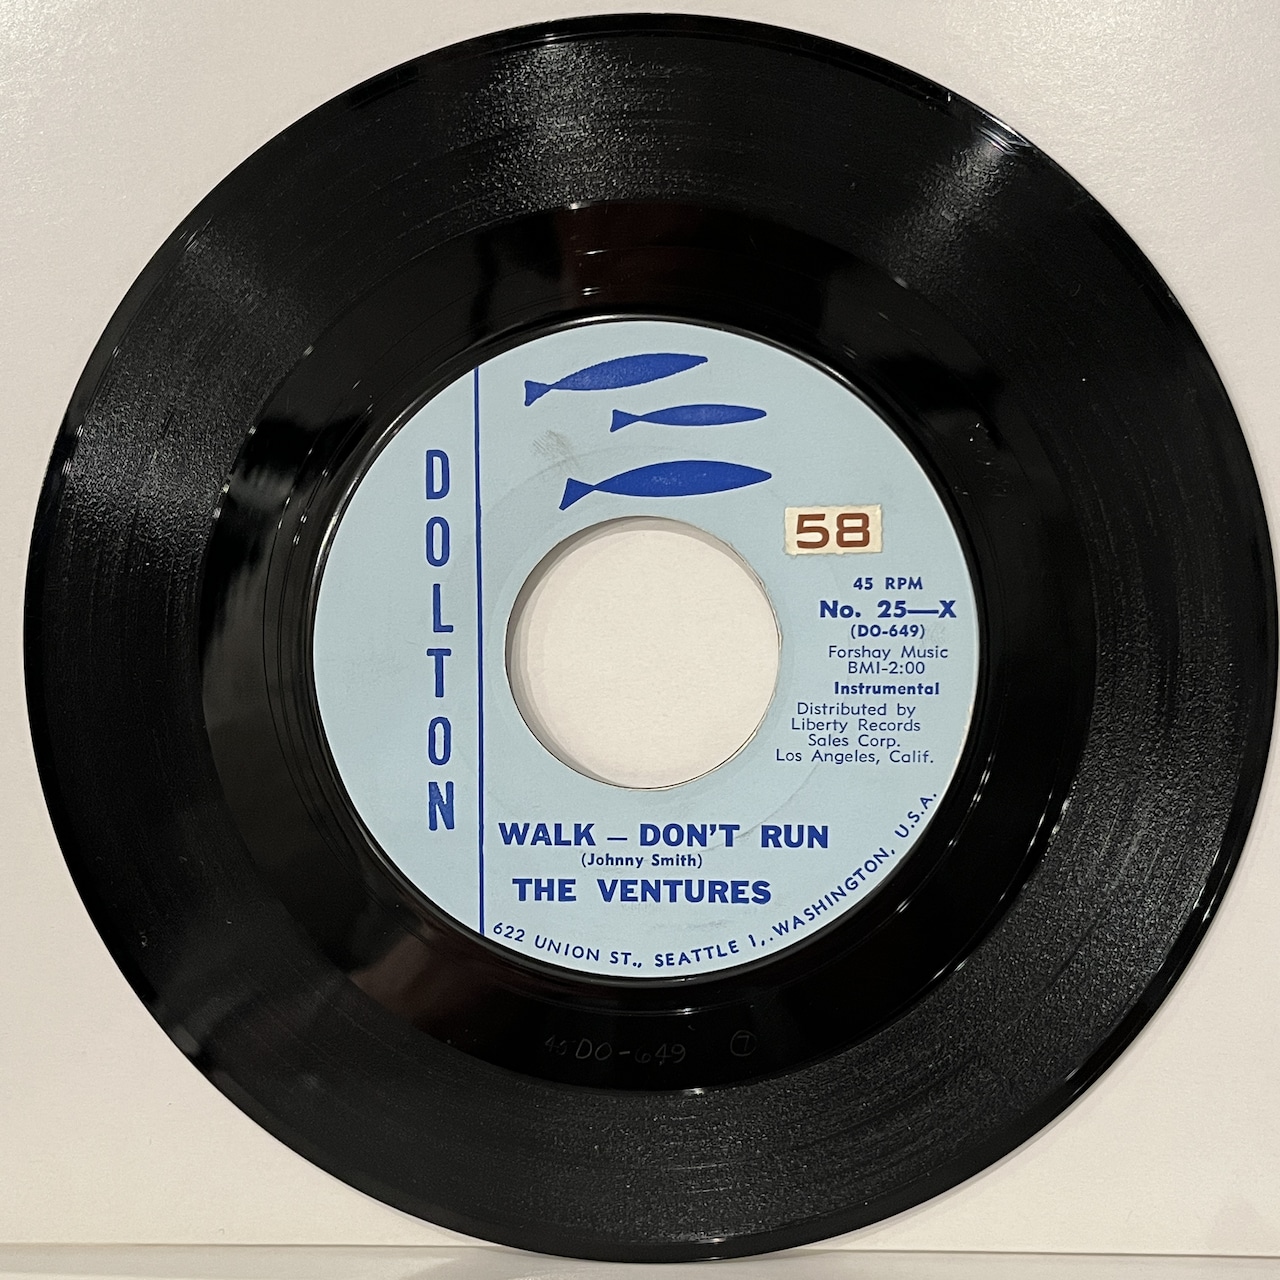 DOLTON
58
45 RPM
No. 25—X
(DO-649)
Forshay Music
BMI-2:00
Instrumental
Distributed by
Liberty Records
Sales Corp.
Los Angeles, Calif.
WALK – DON'T RUN
(Johnny Smith)
THE VENTURES
622 UNION ST., SEATTLE 1, WASHINGTON, U.S.A.
45 DO-649 7